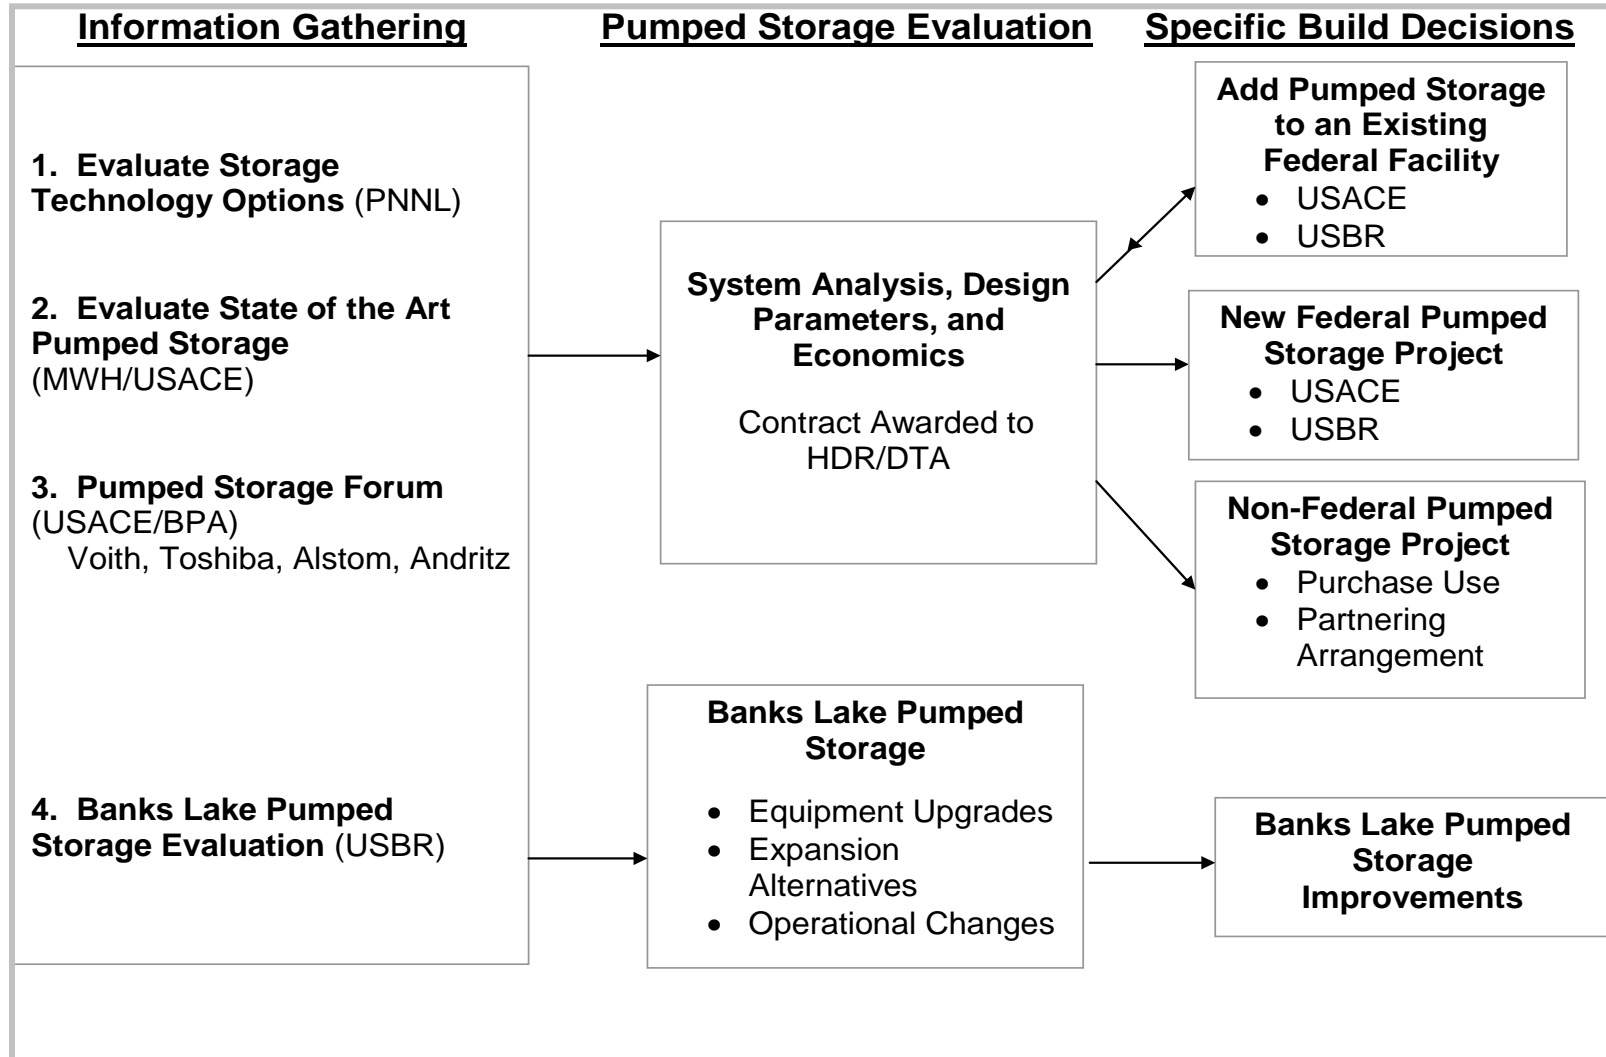 Information Gathering
Pumped Storage Evaluation
Specific Build Decisions
1. Evaluate Storage
Technology Options (PNNL)
2. Evaluate State of the Art
Pumped Storage
(MWH/USACE)
3. Pumped Storage Forum
(USACE/BPA)
Voith, Toshiba, Alstom, Andritz
4. Banks Lake Pumped
Storage Evaluation (USBR)
System Analysis, Design
Parameters, and
Economics
Contract Awarded to
HDR/DTA
Banks Lake Pumped
Storage
• Equipment Upgrades
• Expansion
Alternatives
• Operational Changes
Add Pumped Storage
to an Existing
Federal Facility
• USACE
• USBR
New Federal Pumped
Storage Project
• USACE
• USBR
Non-Federal Pumped
Storage Project
• Purchase Use
• Partnering
Arrangement
Banks Lake Pumped
Storage
Improvements